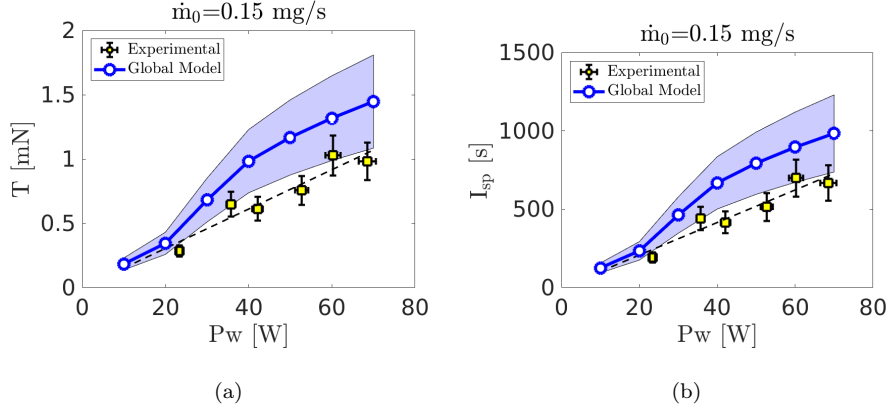 ṁ₀=0.15 mg/s
2
1.5
1
0.5
0
T [mN]
Experimental
Global Model
0 20 40 60 80
Pw [W]
(a)
ṁ₀=0.15 mg/s
1500
1000
500
0
Iₛₚ [s]
Experimental
Global Model
0 20 40 60 80
Pw [W]
(b)